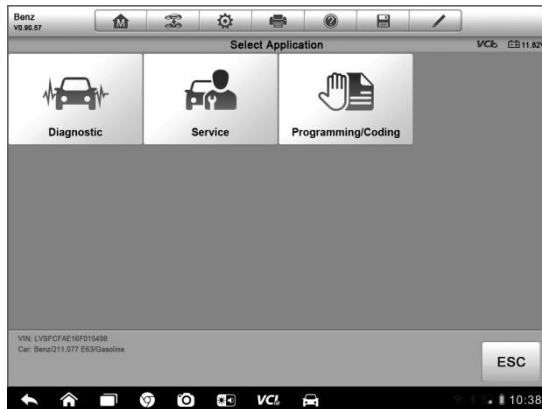 Benz
V0.90.57
Select Application
VCI 11.82V
Diagnostic
Service
Programming/Coding
VIN: LVSFCFAE16F015498
Car: Benz/211.077 E63/Gasoline
ESC
VCI
10:38